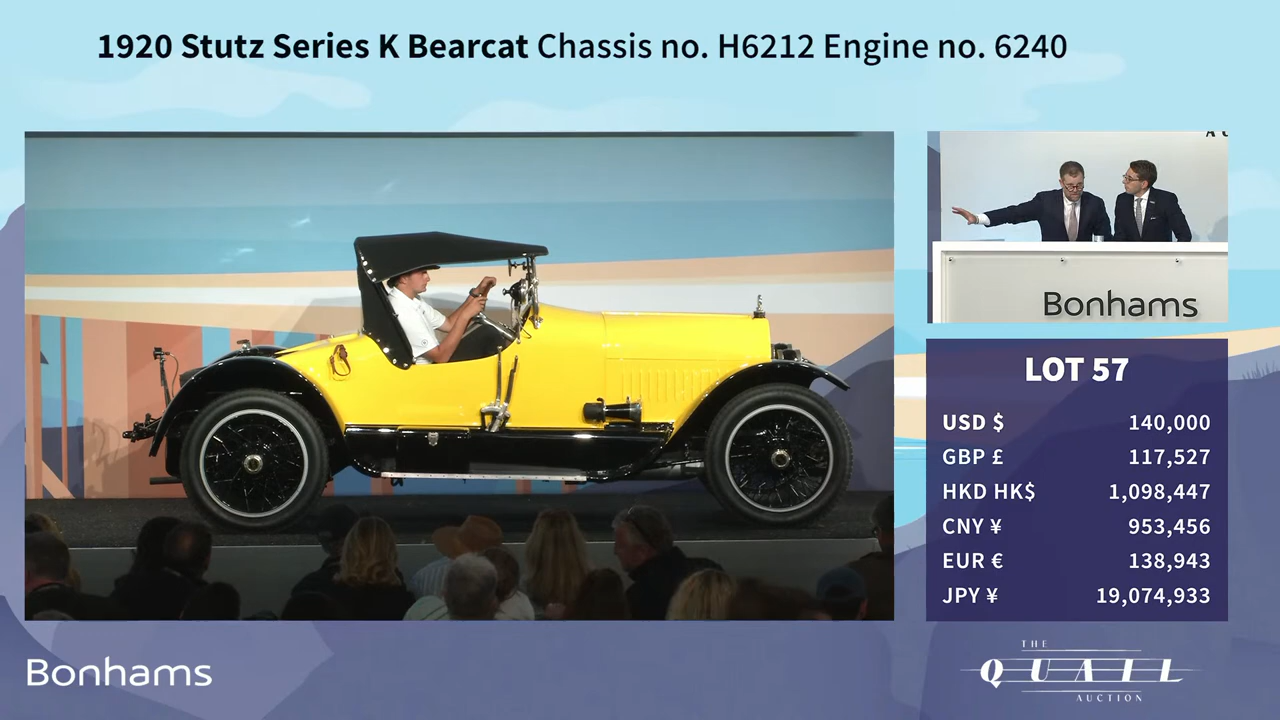 1920 Stutz Series K Bearcat Chassis no. H6212 Engine no. 6240
Bonhams
LOT 57
USD $ 140,000
GBP £ 117,527
HKD HK$ 1,098,447
CNY ¥ 953,456
EUR € 138,943
JPY ¥ 19,074,933
Bonhams
THE
QUAIL
AUCTION